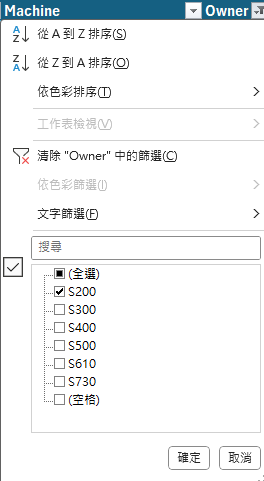 Machine Owner
從 A 到 Z 排序(S)
從 Z 到 A 排序(O)
依色彩排序(T)
工作表檢視(V)
清除 "Owner" 中的篩選(C)
依色彩篩選(I)
文字篩選(F)
搜尋
(全選)
S200
S300
S400
S500
S610
S730
(空格)
確定 取消